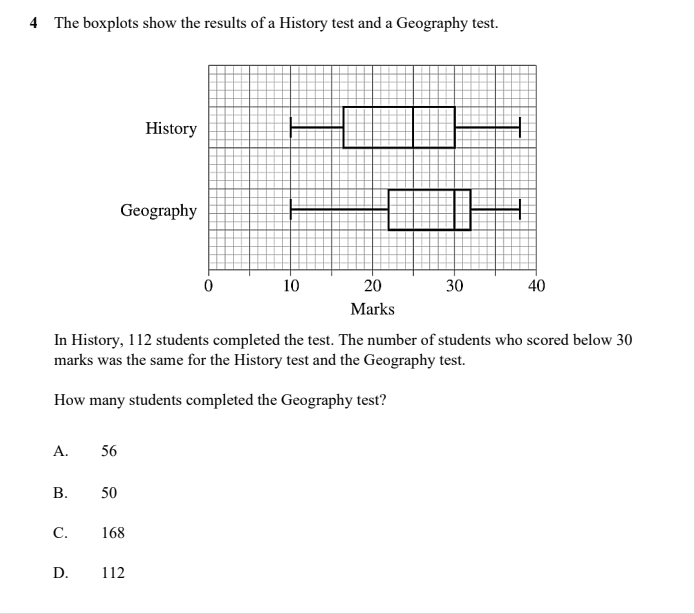 4 The boxplots show the results of a History test and a Geography test.
History
Geography
0 10 20 30 40
Marks
In History, 112 students completed the test. The number of students who scored below 30
marks was the same for the History test and the Geography test.
How many students completed the Geography test?
A. 56
B. 50
C. 168
D. 112